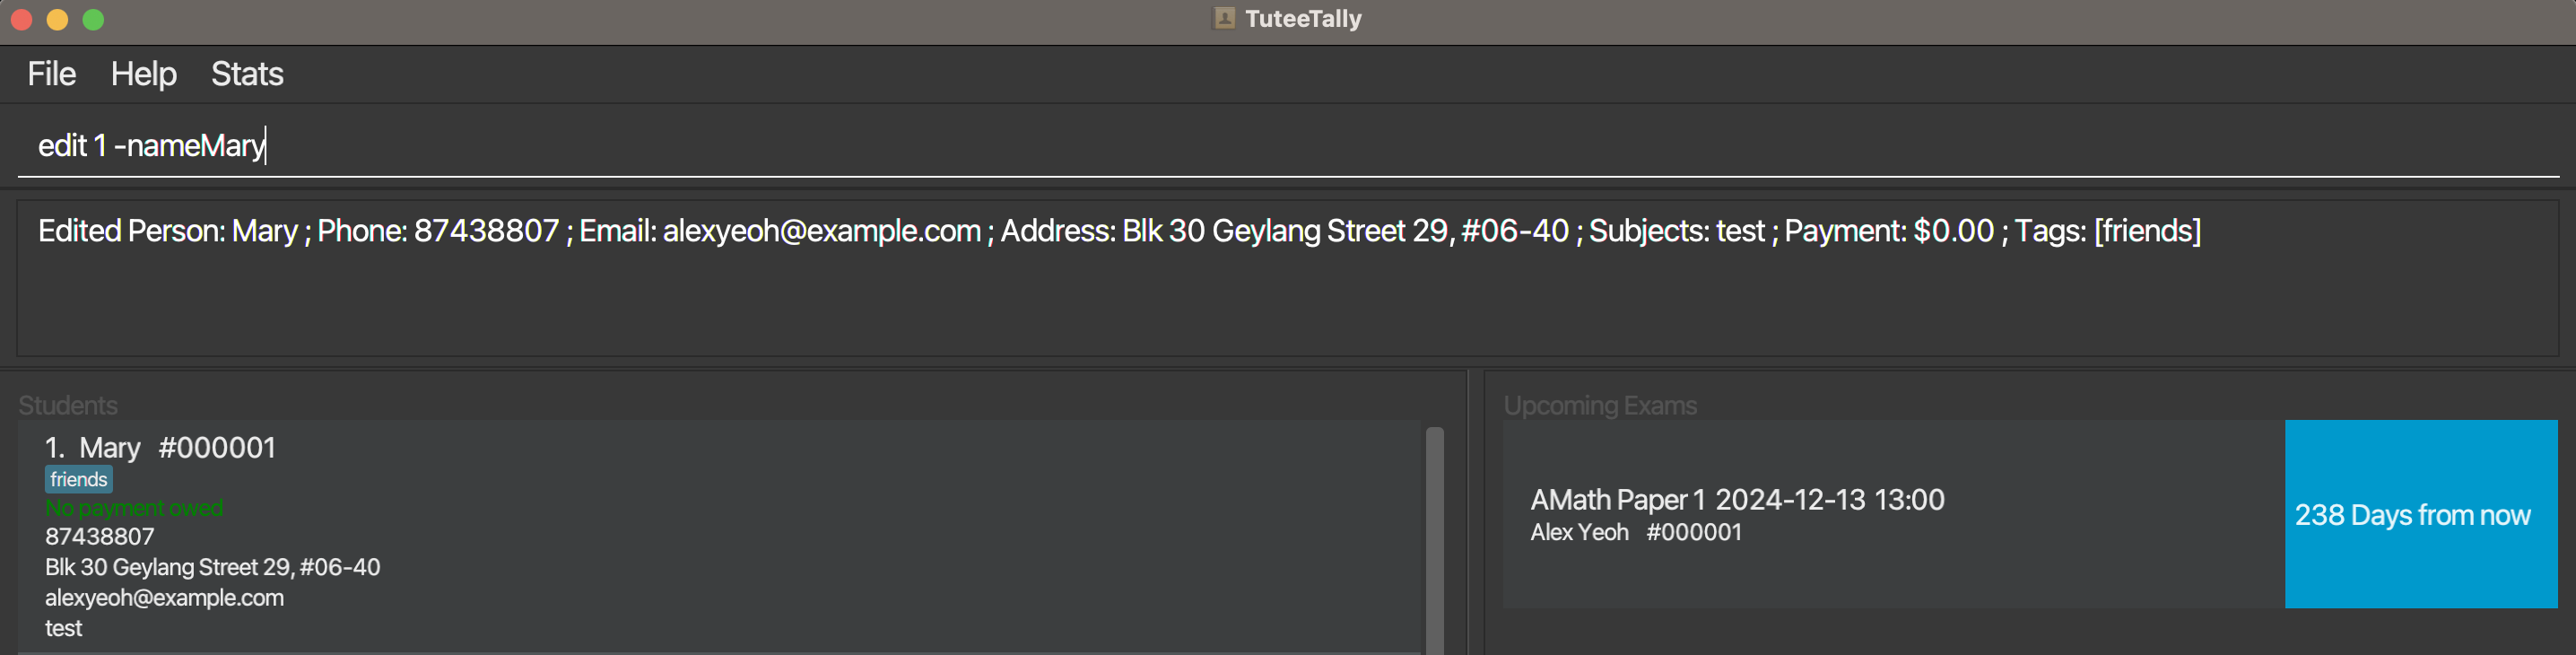 TuteeTally
File Help Stats
edit 1 -nameMary
Edited Person: Mary ; Phone: 87438807 ; Email: alexyeoh@example.com ; Address: Blk 30 Geylang Street 29, #06-40 ; Subjects: test ; Payment: $0.00 ; Tags: [friends]
Students
1. Mary #000001
friends
No payment owed
87438807
Blk 30 Geylang Street 29, #06-40
alexyeoh@example.com
test
Upcoming Exams
AMath Paper 1 2024-12-13 13:00
Alex Yeoh #000001
238 Days from now